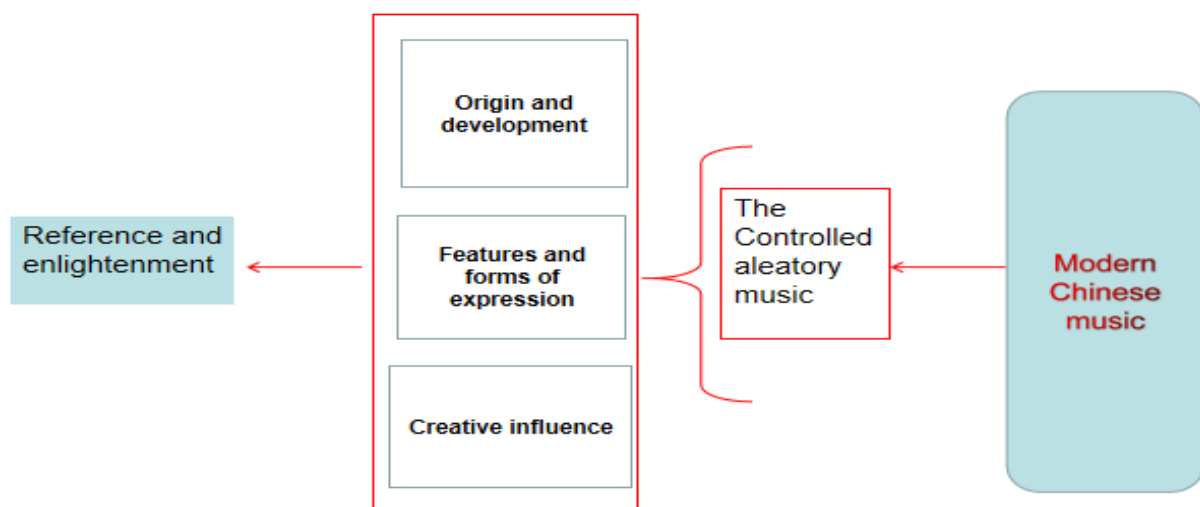 Origin and
development
Reference and
enlightenment
Features and
forms of
expression
Creative influence
The
Controlled
aleatory
music
Modern
Chinese
music